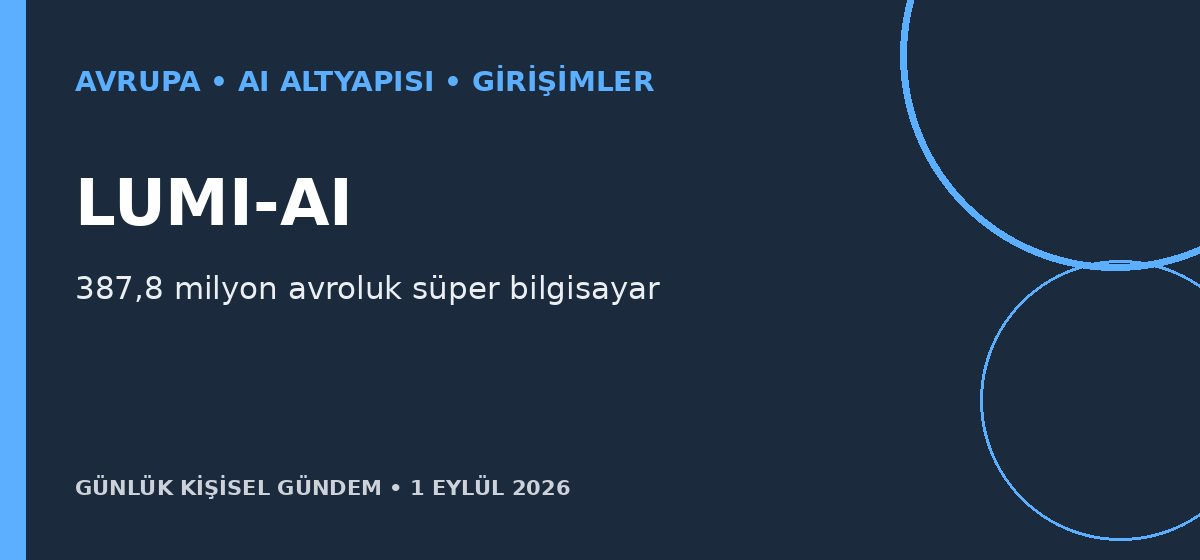 AVRUPA • AI ALTYAPISI • GİRİŞİMLER
LUMI-AI
387,8 milyon avroluk süper bilgisayar
GÜNLÜK KİŞİSEL GÜNDEM • 1 EYLÜL 2026